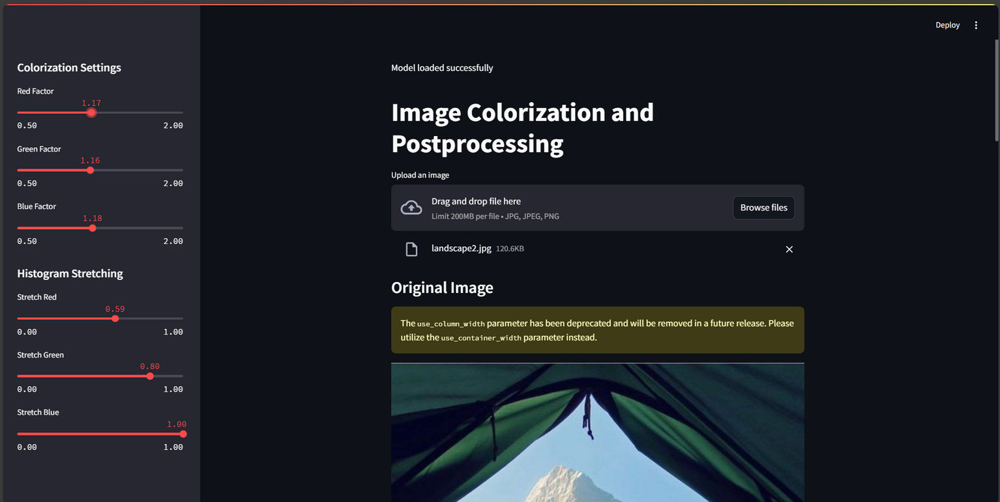 Deploy
Colorization Settings
Red Factor
1.17
0.50 2.00
Green Factor
1.16
0.50 2.00
Blue Factor
1.18
0.50 2.00
Histogram Stretching
Stretch Red
0.59
0.00 1.00
Stretch Green
0.80
0.00 1.00
Stretch Blue
1.00
0.00 1.00
Model loaded successfully
Image Colorization and
Postprocessing
Upload an image
Drag and drop file here
Limit 200MB per file • JPG, JPEG, PNG
Browse files
landscape2.jpg 120.6KB
Original Image
The use_column_width parameter has been deprecated and will be removed in a future release. Please
utilize the use_container_width parameter instead.